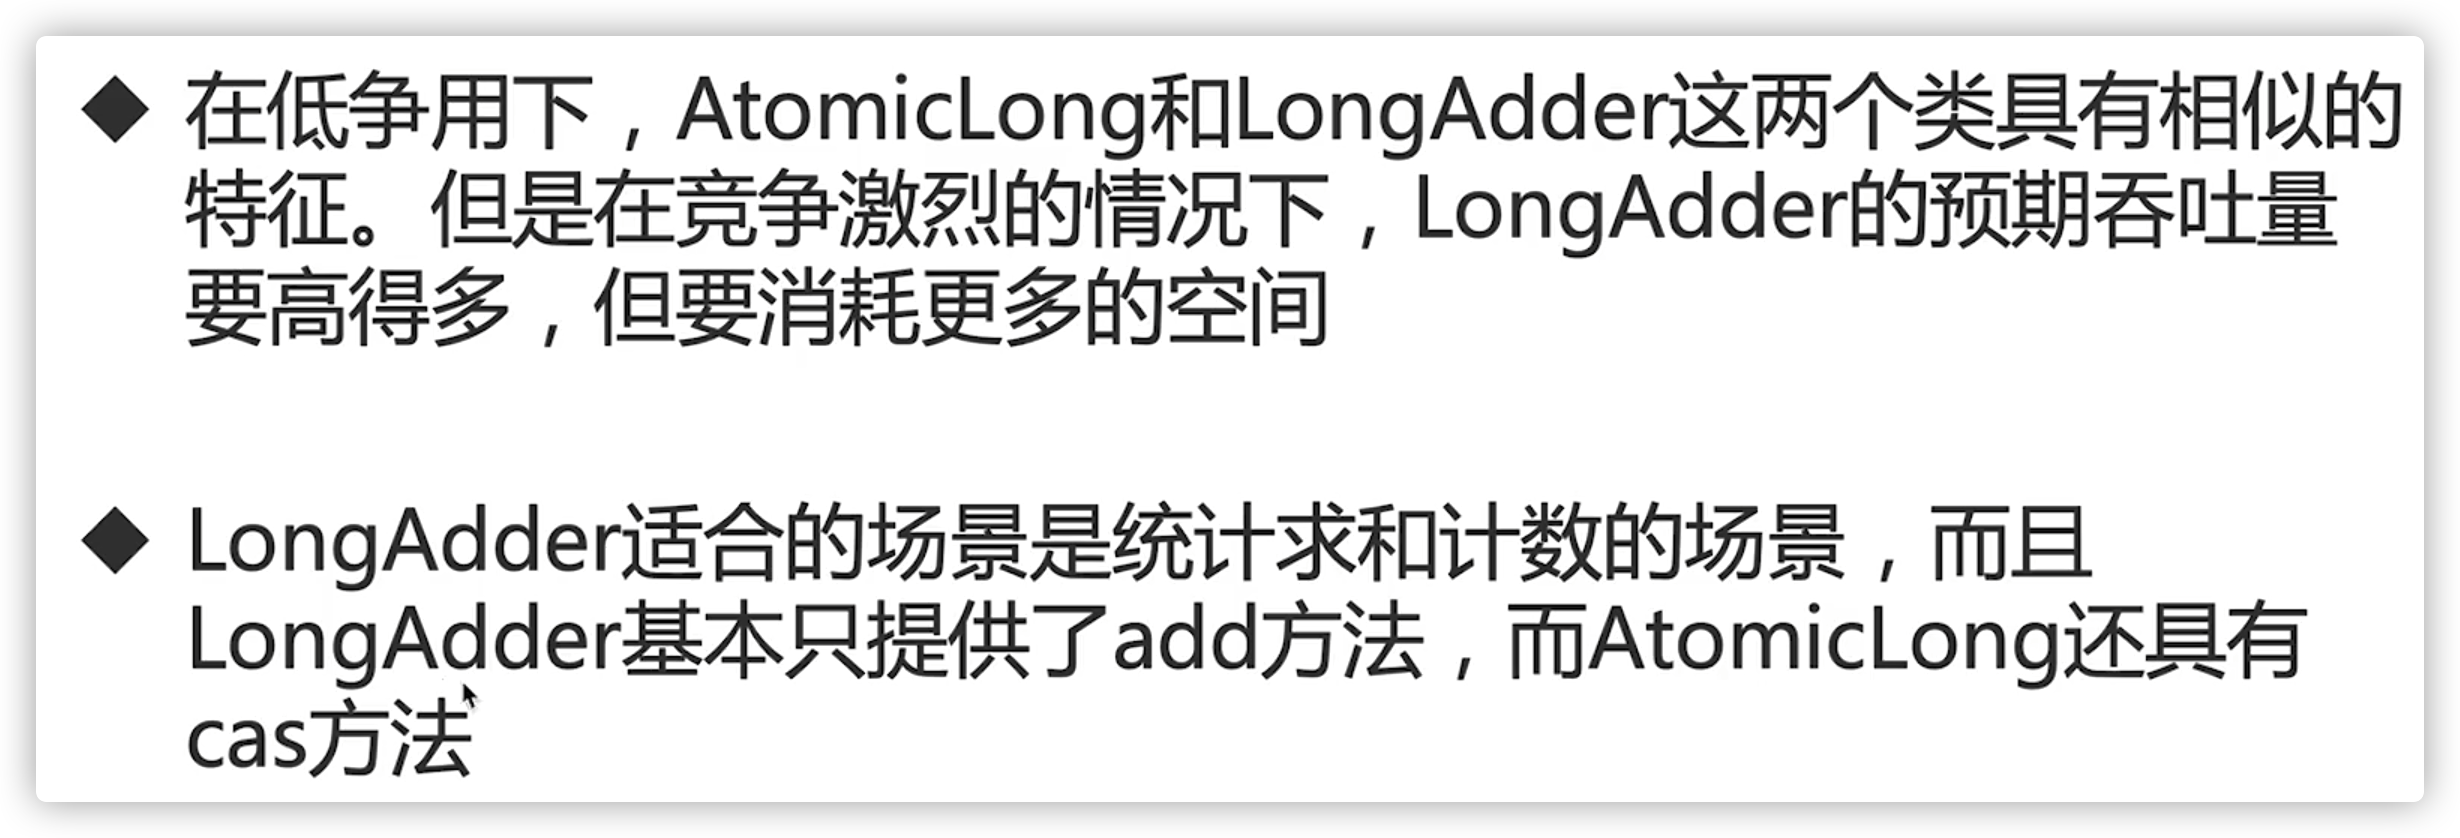 ◆ 在低争用下，AtomicLong和LongAdder这两个类具有相似的
特征。但是在竞争激烈的情况下，LongAdder的预期吞吐量
要高得多，但要消耗更多的空间
◆ LongAdder适合的场景是统计求和计数的场景，而且
LongAdder基本只提供了add方法，而AtomicLong还具有
cas方法